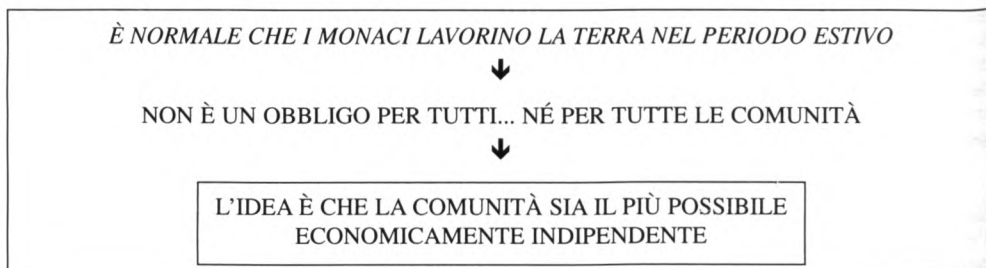 È NORMALE CHE I MONACI LAVORINO LA TERRA NEL PERIODO ESTIVO
NON È UN OBBLIGO PER TUTTI... NÉ PER TUTTE LE COMUNITÀ
L'IDEA È CHE LA COMUNITÀ SIA IL PIÙ POSSIBILE
ECONOMICAMENTE INDIPENDENTE